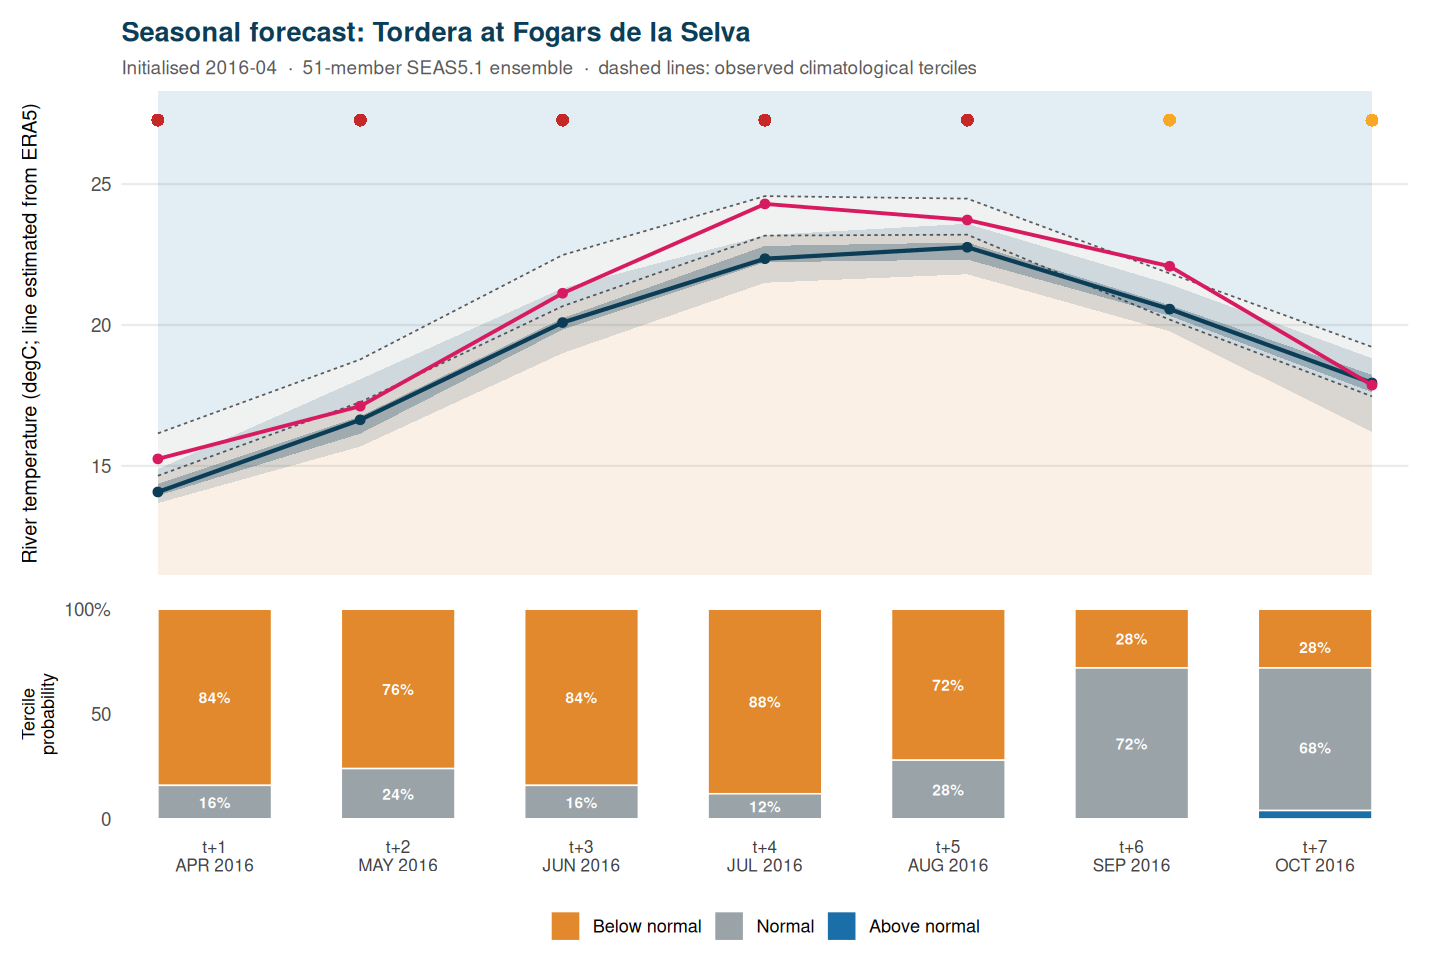 Seasonal forecast: Tordera at Fogars de la Selva
Initialised 2016-04 · 51-member SEAS5.1 ensemble · dashed lines: observed climatological terciles
River temperature (degC; line estimated from ERA5)
25
20
15
Tercile
probability
100%
50
0
84%
76%
84%
88%
72%
28%
28%
16%
24%
16%
12%
28%
72%
68%
t+1
APR 2016
t+2
MAY 2016
t+3
JUN 2016
t+4
JUL 2016
t+5
AUG 2016
t+6
SEP 2016
t+7
OCT 2016
Below normal
Normal
Above normal